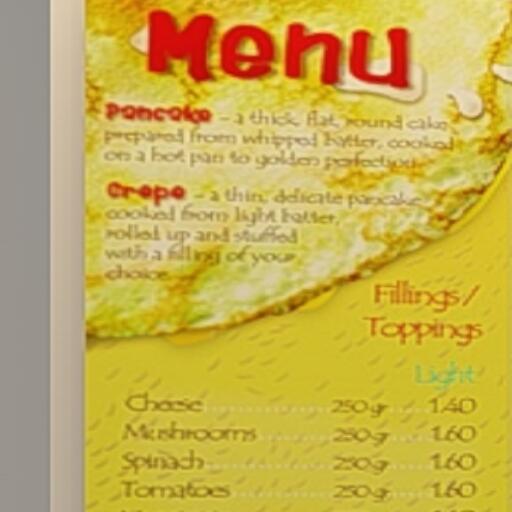 Menu
Pancake - a thick, flat, round cake,
prepared from whipped batter, cooked
on a hot pan to golden perfection.
Crepe - a thin, delicate pancake,
cooked from light batter,
rolled up and stuffed
with a filling of your
choice.
Fillings /
Toppings
Light
Cheese 250 gr 1.40
Mushrooms 250 gr 1.60
Spinach 250 gr 1.60
Tomatoes 250 gr 1.60